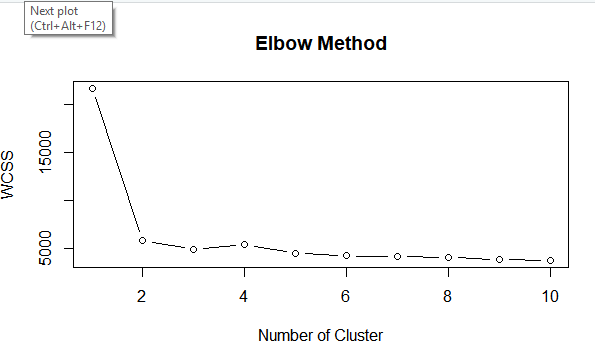 Next plot
(Ctrl+Alt+F12)
Elbow Method
WCSS
15000
5000
2
4
6
8
10
Number of Cluster